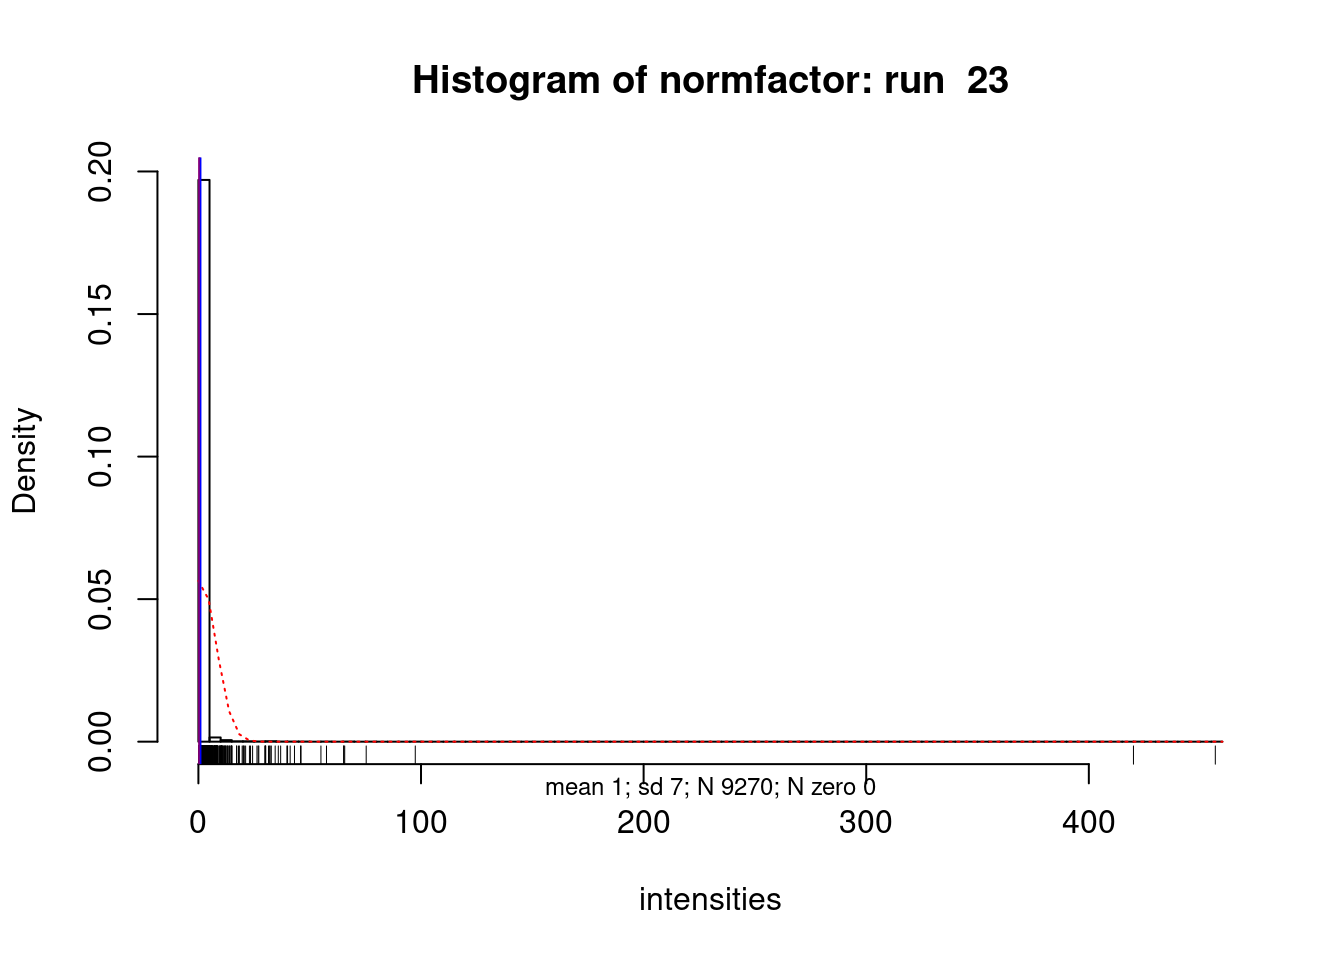 Histogram of normfactor: run  23
Density
0.20
0.15
0.10
0.05
0.00
mean 1; sd 7; N 9270; N zero 0
0 100 200 300 400
intensities